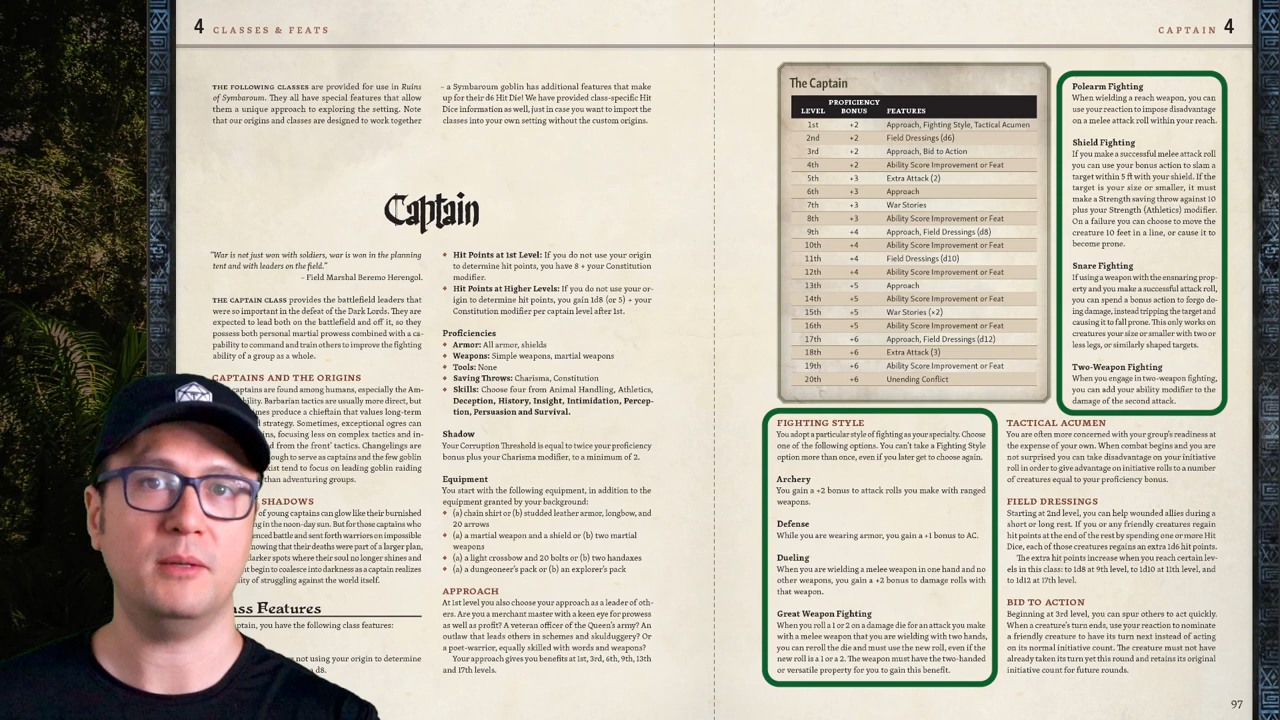 4 CLASSES & FEATS
THE FOLLOWING CLASSES are provided for use in Ruins
of Symbaroum. They all have special features that allow
them a unique approach to exploring the setting. Note
that our origins and classes are designed to work together
– a Symbaroum goblin has additional features that make
up for their d6 Hit Die! We have provided class-specific Hit
Dice information as well, just in case you want to import the
classes into your own setting without the custom origins.
Captain
"War is not just won with soldiers, war is won in the planning
tent and with leaders on the field."
– Field Marshal Beremo Herengol.
THE CAPTAIN CLASS provides the battlefield leaders that
were so important in the defeat of the Dark Lords. They are
expected to lead both on the battlefield and off it, so they
possess both personal martial prowess combined with a ca-
pability to command and train others to improve the fighting
ability of a group as a whole.
CAPTAINS AND THE ORIGINS
captains are found among humans, especially the Am-
bility. Barbarian tactics are usually more direct, but
imes produce a chieftain that values long-term
d strategy. Sometimes, exceptional ogres can
ins, focusing less on complex tactics and in-
d from the front' tactics. Changelings are
ough to serve as captains and the few goblin
xist tend to focus on leading goblin raiding
than adventuring groups.
SHADOWS
of young captains can glow like their burnished
ing in the noon-day sun. But for those captains who
enced battle and sent forth warriors on impossible
nowing that their deaths were part of a larger plan,
darker spots where their soul no longer shines and
t begin to coalesce into darkness as a captain realizes
ity of struggling against the world itself.
ass Features
aptain, you have the following class features:
not using your origin to determine
a d8.
Hit Points at 1st Level: If you do not use your origin
to determine hit points, you have 8 + your Constitution
modifier.
Hit Points at Higher Levels: If you do not use your or-
igin to determine hit points, you gain 1d8 (or 5) + your
Constitution modifier per captain level after 1st.
Proficiencies
Armor: All armor, shields
Weapons: Simple weapons, martial weapons
Tools: None
Saving Throws: Charisma, Constitution
Skills: Choose four from Animal Handling, Athletics,
Deception, History, Insight, Intimidation, Percep-
tion, Persuasion and Survival.
Shadow
Your Corruption Threshold is equal to twice your proficiency
bonus plus your Charisma modifier, to a minimum of 2.
Equipment
You start with the following equipment, in addition to the
equipment granted by your background:
(a) chain shirt or (b) studded leather armor, longbow, and
20 arrows
(a) a martial weapon and a shield or (b) two martial
weapons
(a) a light crossbow and 20 bolts or (b) two handaxes
(a) a dungeoneer's pack or (b) an explorer's pack
APPROACH
At 1st level you also choose your approach as a leader of oth-
ers. Are you a merchant master with a keen eye for prowess
as well as profit? A veteran officer of the Queen's army? An
outlaw that leads others in schemes and skulduggery? Or
a poet-warrior, equally skilled with words and weapons?
Your approach gives you benefits at 1st, 3rd, 6th, 9th, 13th
and 17th levels.
CAPTAIN 4
The Captain
LEVEL PROFICIENCY BONUS FEATURES
1st +2 Approach, Fighting Style, Tactical Acumen
2nd +2 Field Dressings (d6)
3rd +2 Approach, Bid to Action
4th +2 Ability Score Improvement or Feat
5th +3 Extra Attack (2)
6th +3 Approach
7th +3 War Stories
8th +3 Ability Score Improvement or Feat
9th +4 Approach, Field Dressings (d8)
10th +4 Ability Score Improvement or Feat
11th +4 Field Dressings (d10)
12th +4 Ability Score Improvement or Feat
13th +5 Approach
14th +5 Ability Score Improvement or Feat
15th +5 War Stories (×2)
16th +5 Ability Score Improvement or Feat
17th +6 Approach, Field Dressings (d12)
18th +6 Extra Attack (3)
19th +6 Ability Score Improvement or Feat
20th +6 Unending Conflict
FIGHTING STYLE
You adopt a particular style of fighting as your specialty. Choose
one of the following options. You can't take a Fighting Style
option more than once, even if you later get to choose again.
Archery
You gain a +2 bonus to attack rolls you make with ranged
weapons.
Defense
While you are wearing armor, you gain a +1 bonus to AC.
Dueling
When you are wielding a melee weapon in one hand and no
other weapons, you gain a +2 bonus to damage rolls with
that weapon.
Great Weapon Fighting
When you roll a 1 or 2 on a damage die for an attack you make
with a melee weapon that you are wielding with two hands,
you can reroll the die and must use the new roll, even if the
new roll is a 1 or a 2. The weapon must have the two-handed
or versatile property for you to gain this benefit.
Polearm Fighting
When wielding a reach weapon, you can
use your reaction to impose disadvantage
on a melee attack roll within your reach.
Shield Fighting
If you make a successful melee attack roll
you can use your bonus action to slam a
target within 5 ft with your shield. If the
target is your size or smaller, it must
make a Strength saving throw against 10
plus your Strength (Athletics) modifier.
On a failure you can choose to move the
creature 10 feet in a line, or cause it to
become prone.
Snare Fighting
If using a weapon with the ensnaring prop-
erty and you make a successful attack roll,
you can spend a bonus action to forgo do-
ing damage, instead tripping the target and
causing it to fall prone. This only works on
creatures your size or smaller with two or
less legs, or similarly shaped targets.
Two-Weapon Fighting
When you engage in two-weapon fighting,
you can add your ability modifier to the
damage of the second attack.
TACTICAL ACUMEN
You are often more concerned with your group's readiness at
the expense of your own. When combat begins and you are
not surprised you can take disadvantage on your initiative
roll in order to give advantage on initiative rolls to a number
of creatures equal to your proficiency bonus.
FIELD DRESSINGS
Starting at 2nd level, you can help wounded allies during a
short or long rest. If you or any friendly creatures regain
hit points at the end of the rest by spending one or more Hit
Dice, each of those creatures regains an extra 1d6 hit points.
The extra hit points increase when you reach certain lev-
els in this class: to 1d8 at 9th level, to 1d10 at 11th level, and
to 1d12 at 17th level.
BID TO ACTION
Beginning at 3rd level, you can spur others to act quickly.
When a creature's turn ends, use your reaction to nominate
a friendly creature to have its turn next instead of acting
on its normal initiative count. The creature must not have
already taken its turn yet this round and retains its original
initiative count for future rounds.
97